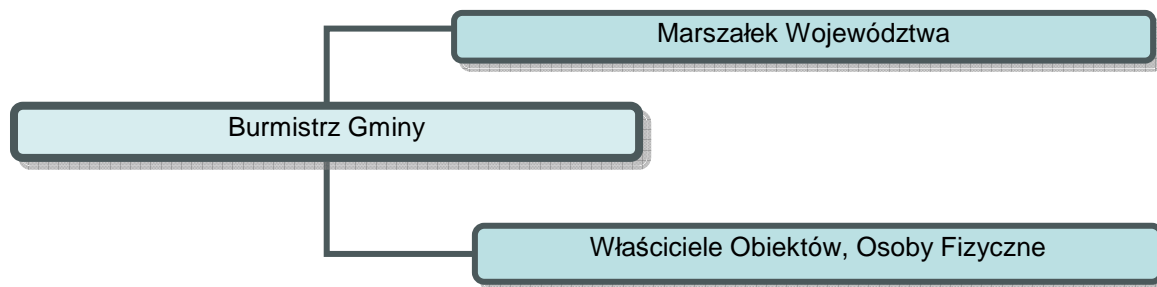 Marszałek Województwa
Burmistrz Gminy
Właściciele Obiektów, Osoby Fizyczne